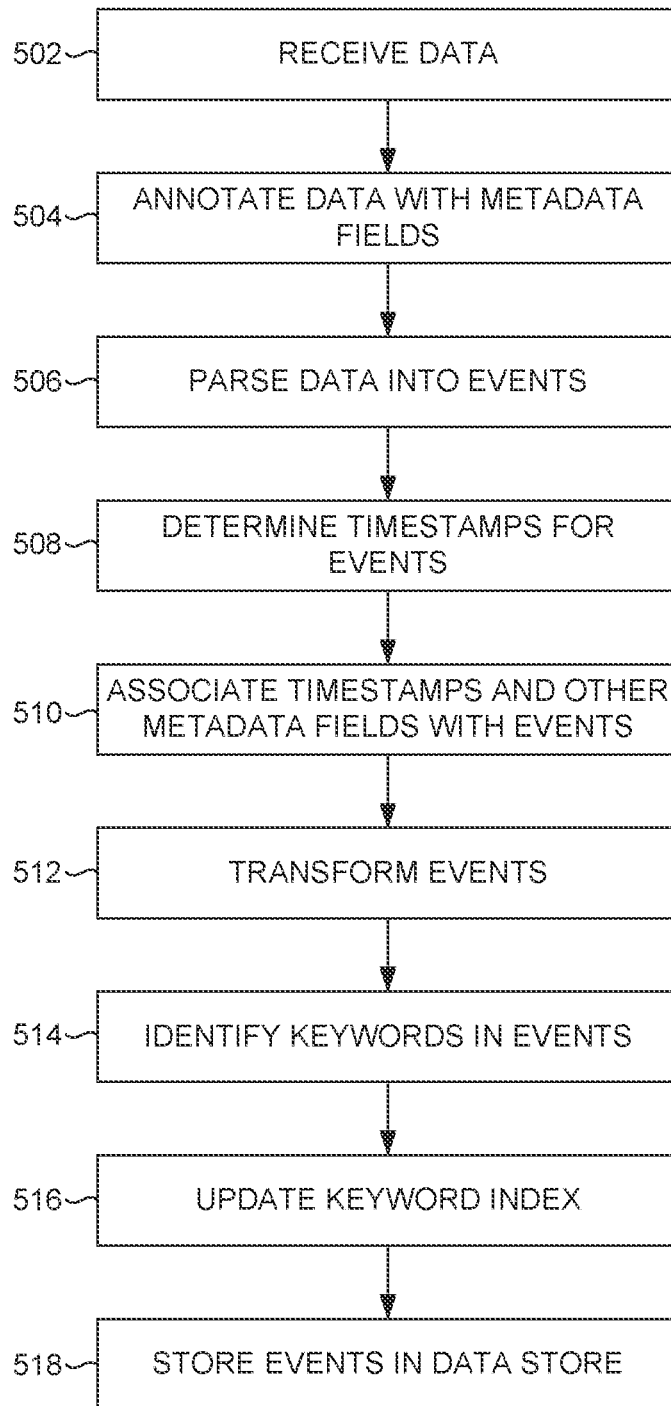 502
RECEIVE DATA
504
ANNOTATE DATA WITH METADATA
FIELDS
506
PARSE DATA INTO EVENTS
508
DETERMINE TIMESTAMPS FOR
EVENTS
510
ASSOCIATE TIMESTAMPS AND OTHER
METADATA FIELDS WITH EVENTS
512
TRANSFORM EVENTS
514
IDENTIFY KEYWORDS IN EVENTS
516
UPDATE KEYWORD INDEX
518
STORE EVENTS IN DATA STORE